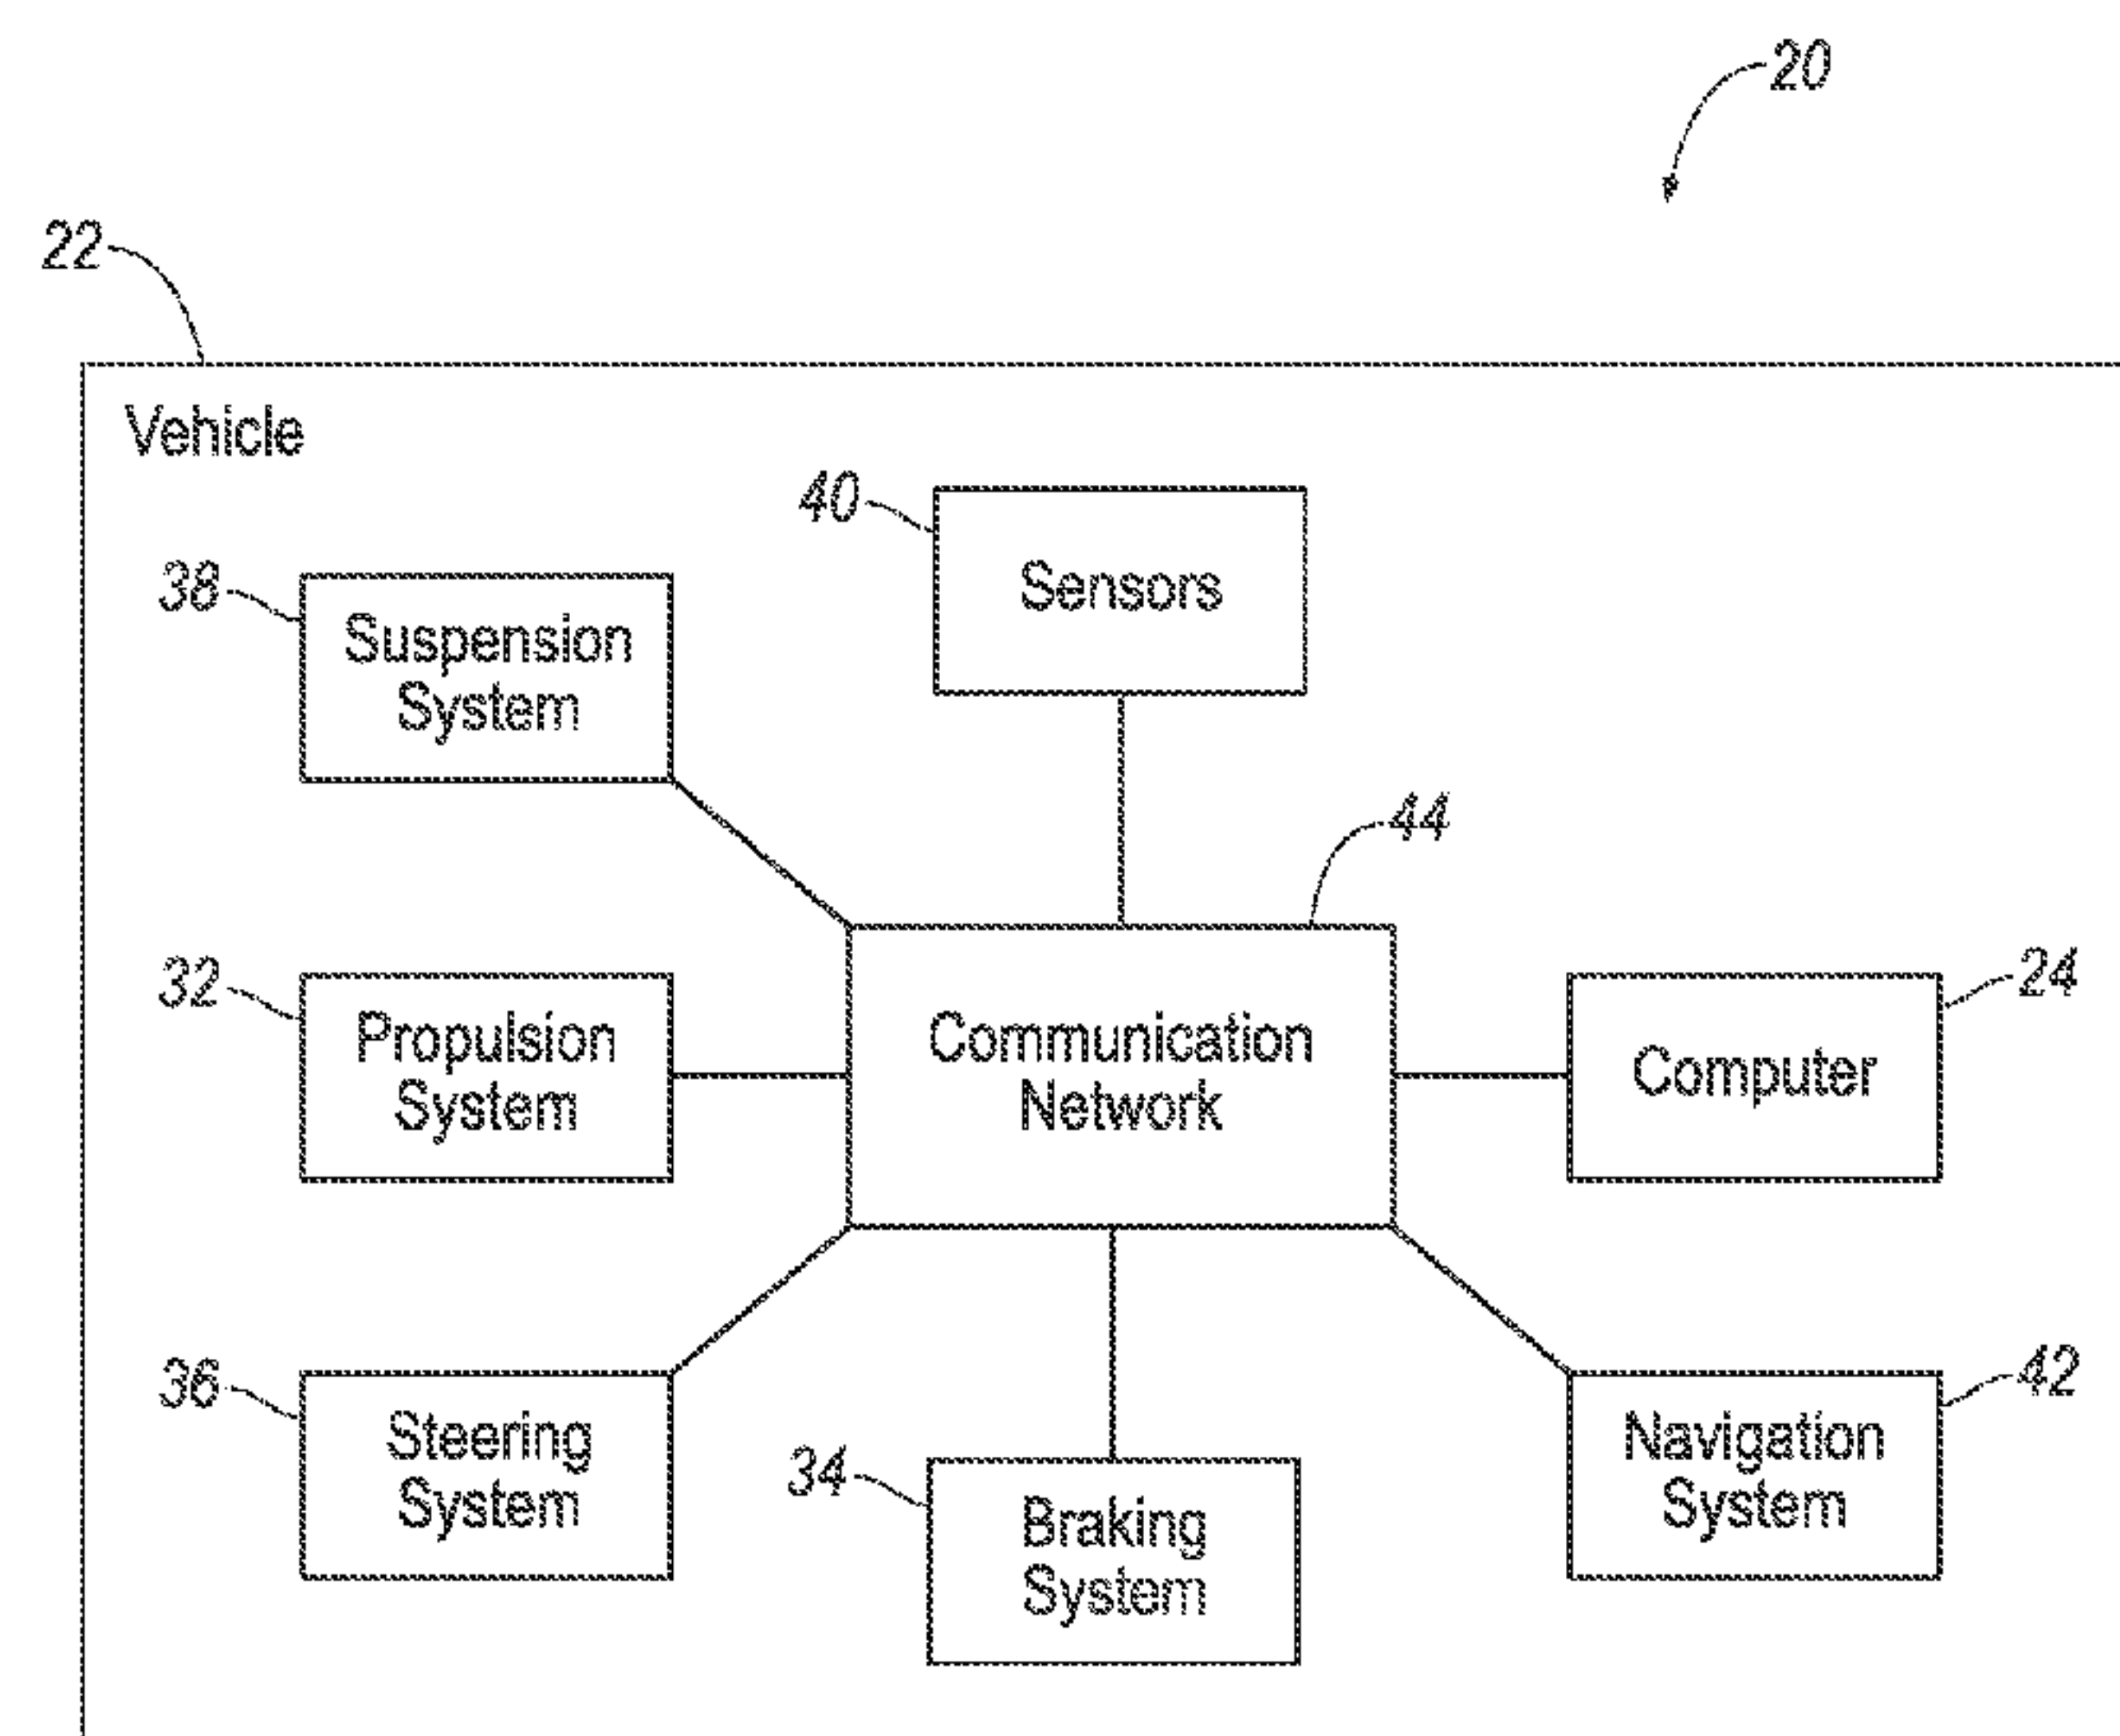 20
22
Vehicle
40
Sensors
38
Suspension
System
44
32
Propulsion
System
Communication
Network
24
Computer
36
Steering
System
34
Braking
System
42
Navigation
System